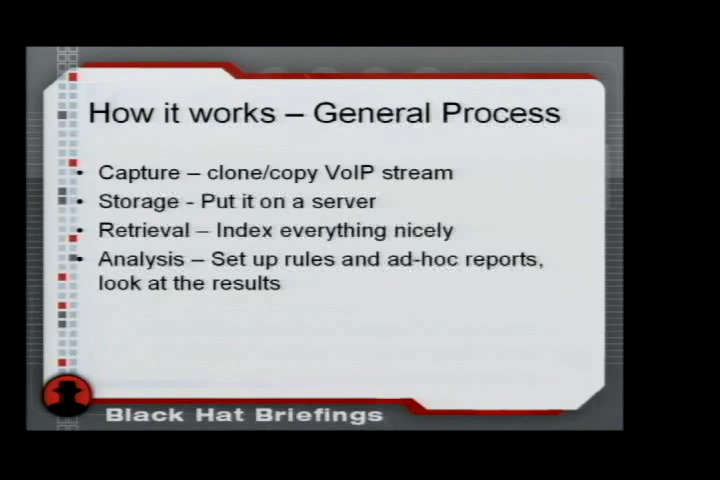 How it works – General Process
• Capture – clone/copy VoIP stream
• Storage - Put it on a server
• Retrieval – Index everything nicely
• Analysis – Set up rules and ad-hoc reports,
look at the results
Black Hat Briefings